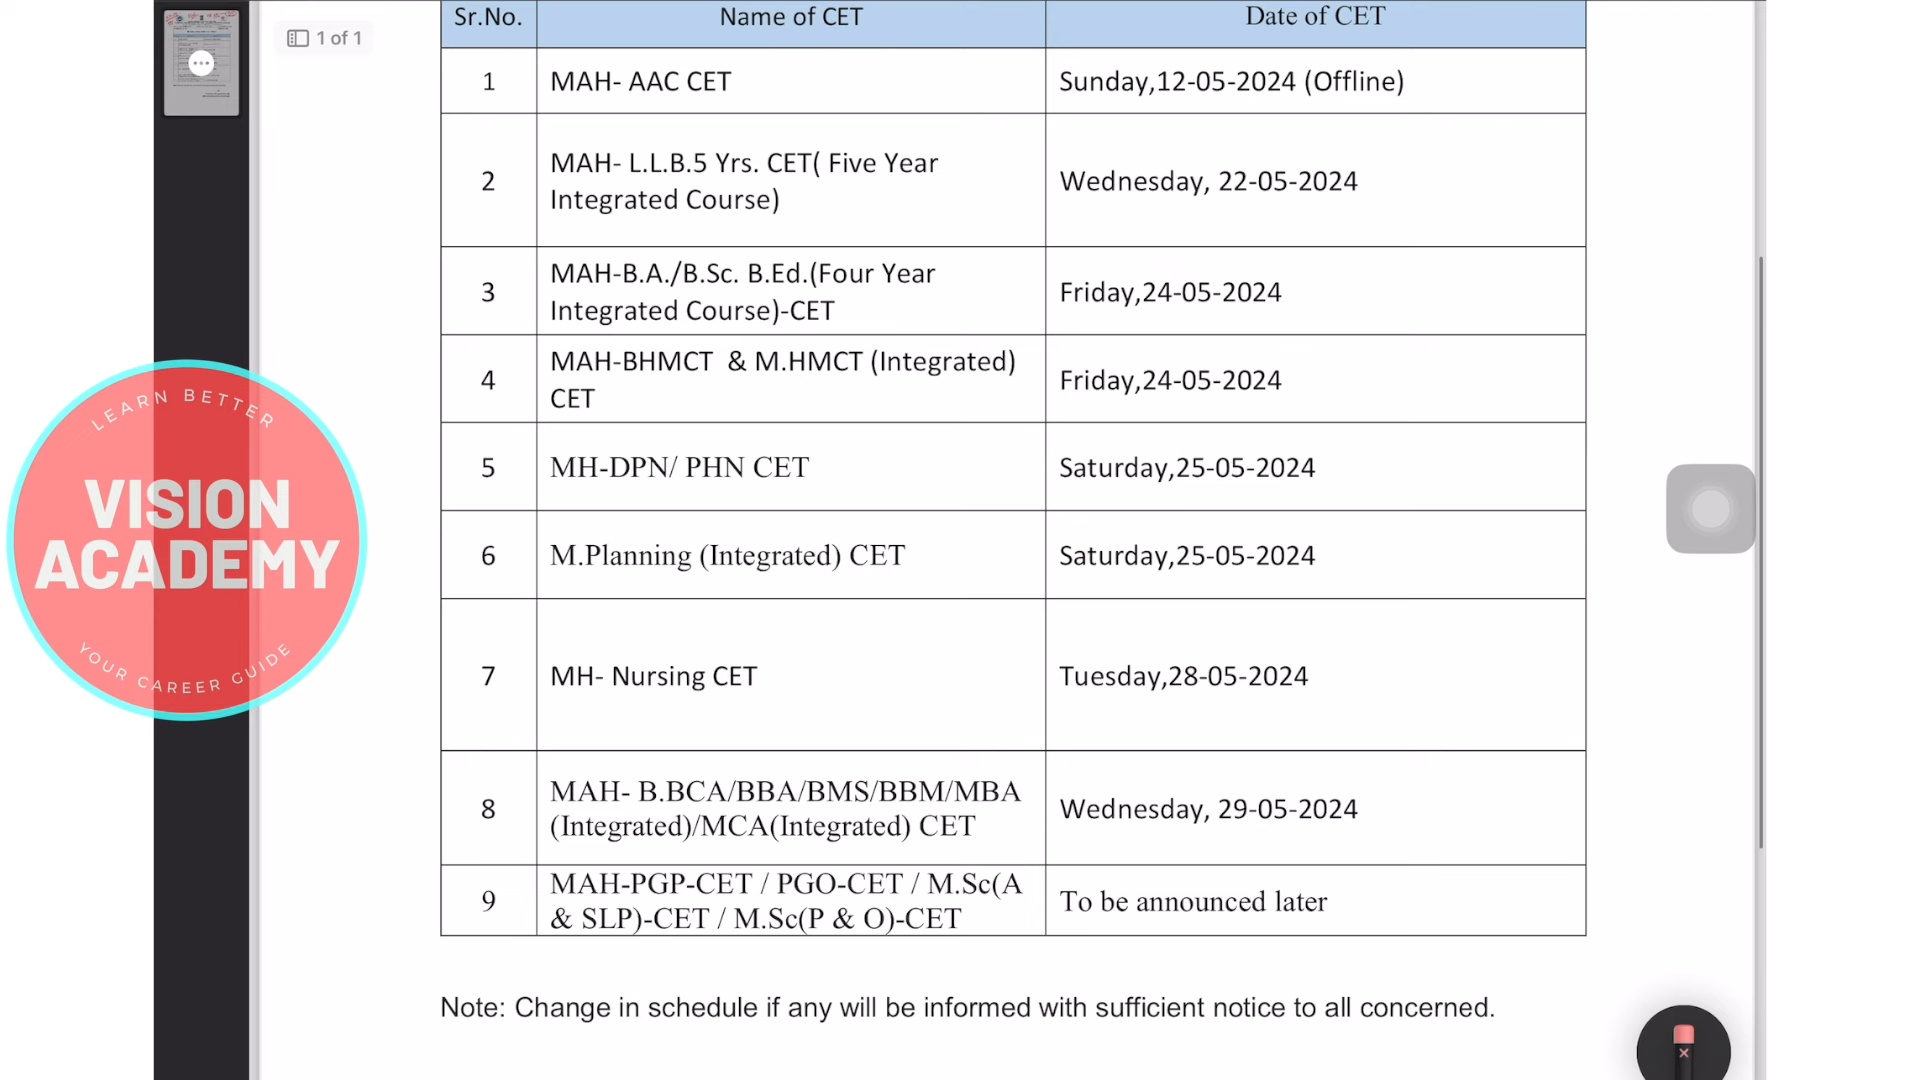 1 of 1
Sr.No. Name of CET Date of CET
1 MAH- AAC CET Sunday,12-05-2024 (Offline)
2 MAH- L.L.B.5 Yrs. CET( Five Year
Integrated Course) Wednesday, 22-05-2024
3 MAH-B.A./B.Sc. B.Ed.(Four Year
Integrated Course)-CET Friday,24-05-2024
4 MAH-BHMCT & M.HMCT (Integrated)
CET Friday,24-05-2024
5 MH-DPN/ PHN CET Saturday,25-05-2024
6 M.Planning (Integrated) CET Saturday,25-05-2024
7 MH- Nursing CET Tuesday,28-05-2024
8 MAH- B.BCA/BBA/BMS/BBM/MBA
(Integrated)/MCA(Integrated) CET Wednesday, 29-05-2024
9 MAH-PGP-CET / PGO-CET / M.Sc(A
& SLP)-CET / M.Sc(P & O)-CET To be announced later
Note: Change in schedule if any will be informed with sufficient notice to all concerned.
LEARN BETTER
VISION
ACADEMY
YOUR CAREER GUIDE